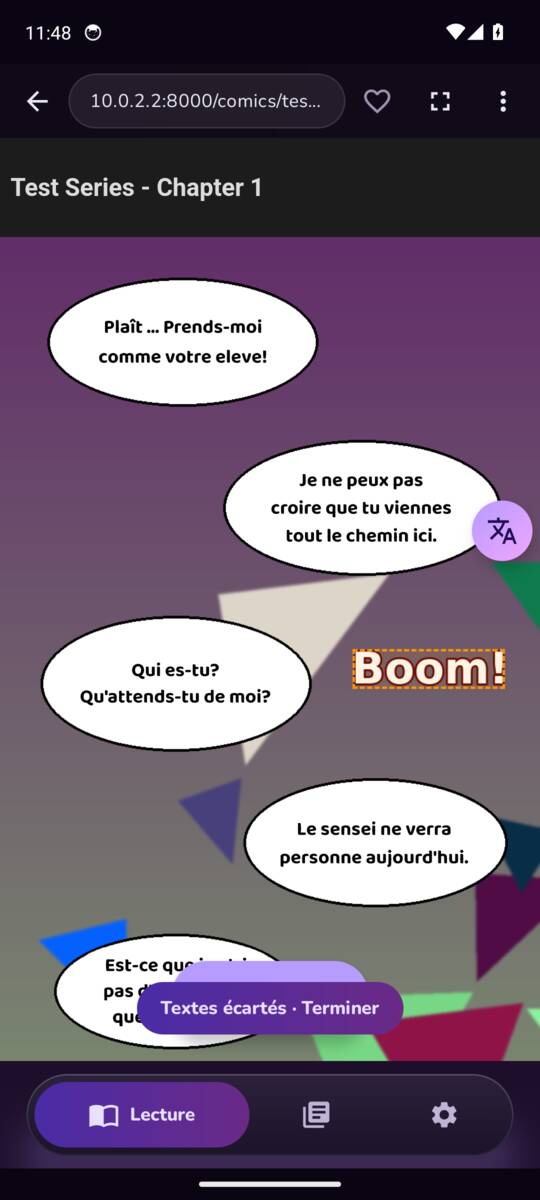 11:48
10.0.2.2:8000/comics/tes...
Test Series - Chapter 1
Plaît ... Prends-moi
comme votre eleve!
Je ne peux pas
croire que tu viennes
tout le chemin ici.
Qui es-tu?
Qu'attends-tu de moi?
Boom!
Le sensei ne verra
personne aujourd'hui.
Est-ce que
pas
Textes écartés · Terminer
Lecture